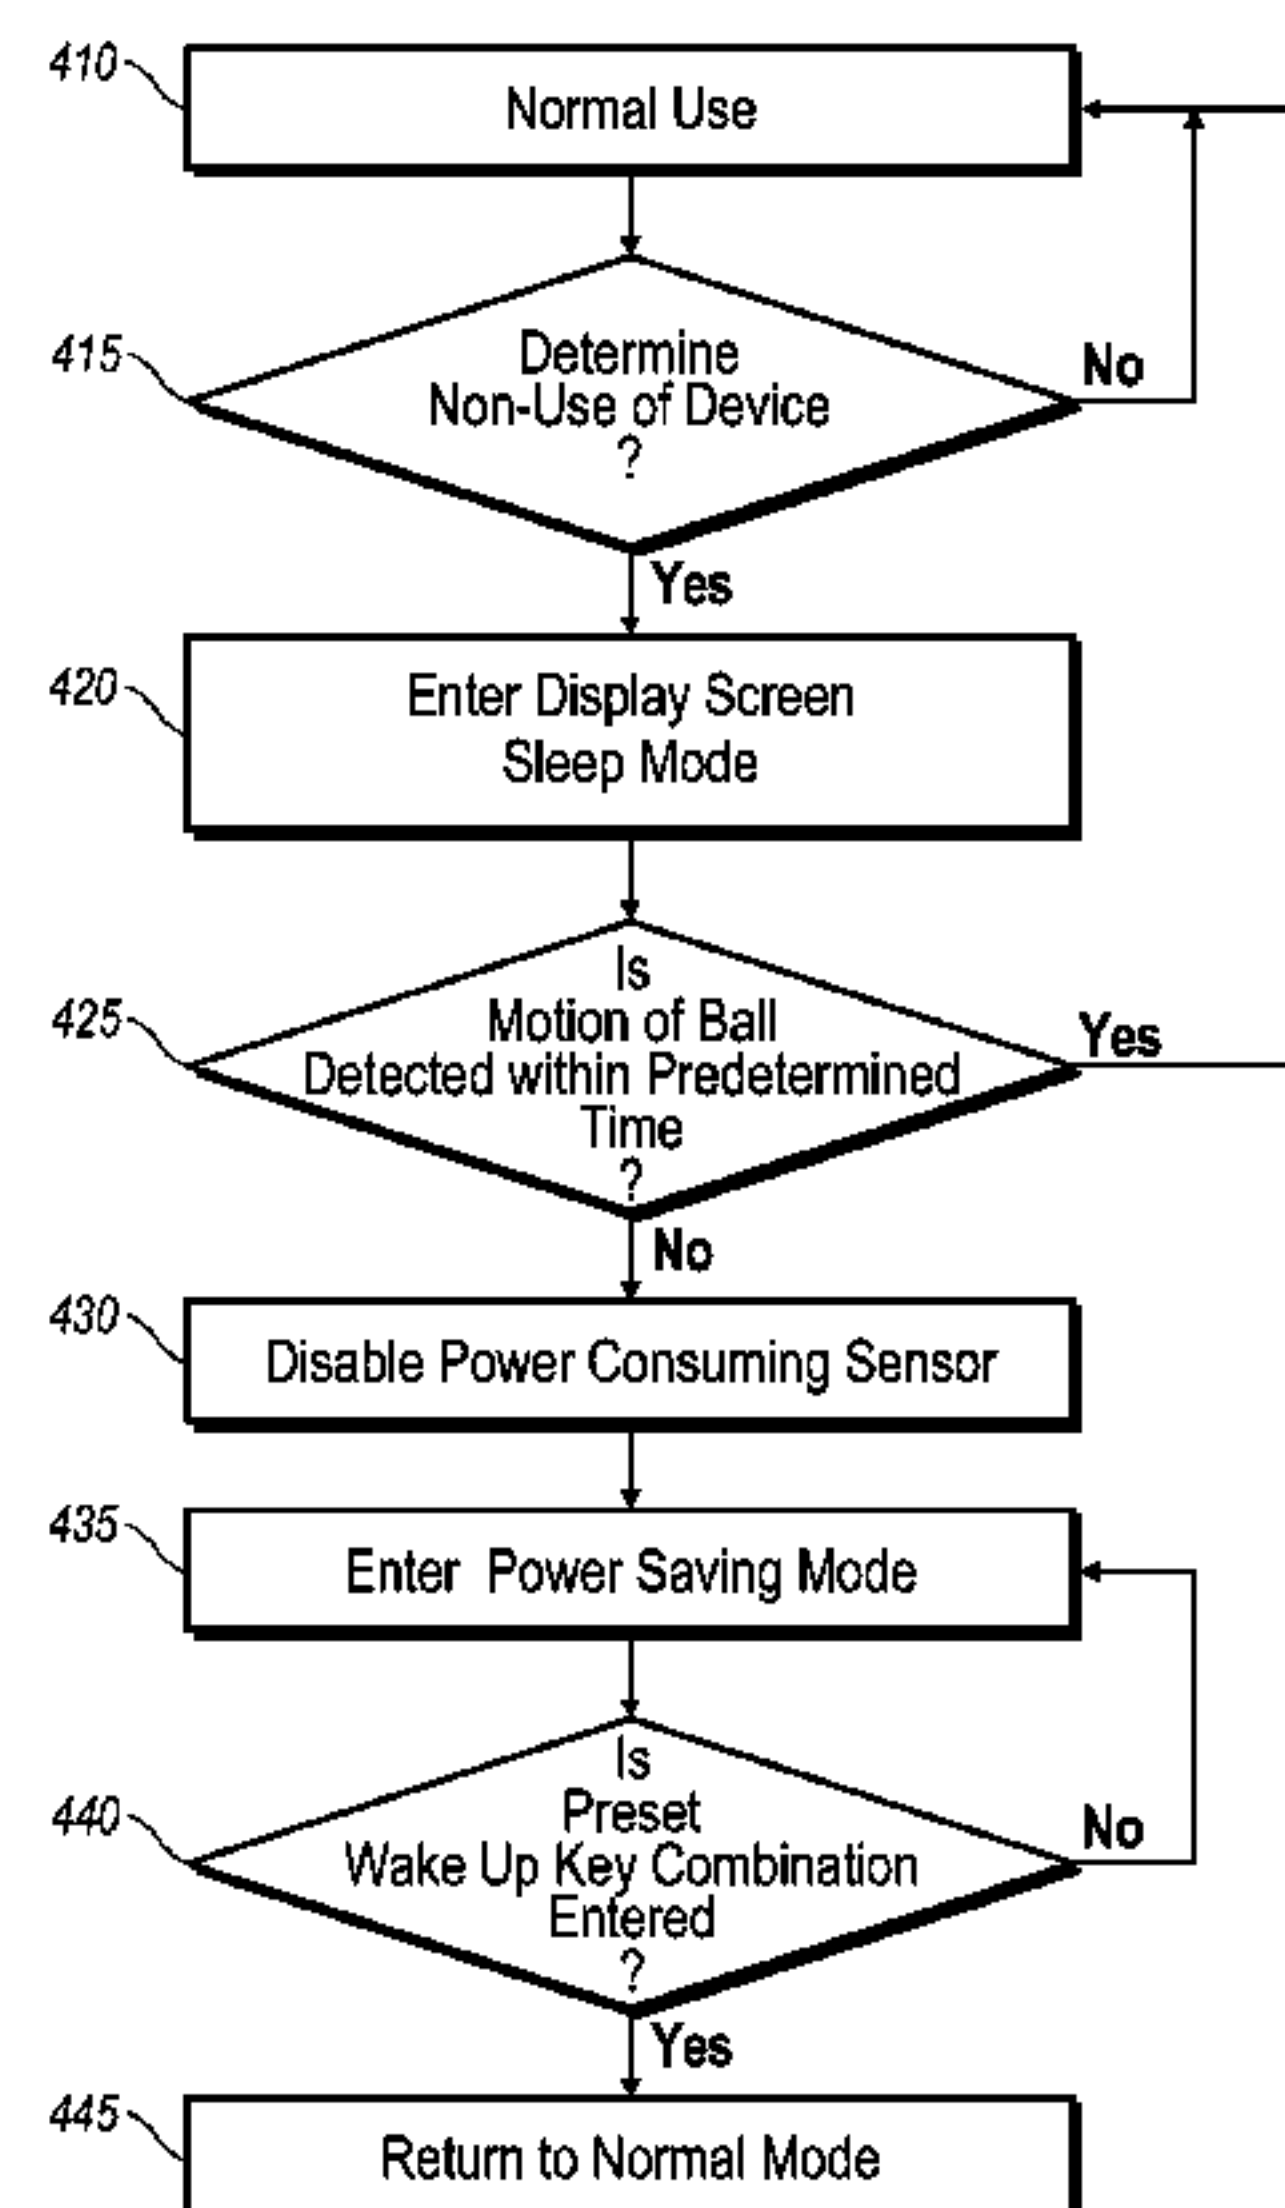 410
Normal Use
415
Determine
Non-Use of Device
?
No
Yes
420
Enter Display Screen
Sleep Mode
425
Is
Motion of Ball
Detected within Predetermined
Time
?
Yes
No
430
Disable Power Consuming Sensor
435
Enter Power Saving Mode
440
Is
Preset
Wake Up Key Combination
Entered
?
No
Yes
445
Return to Normal Mode